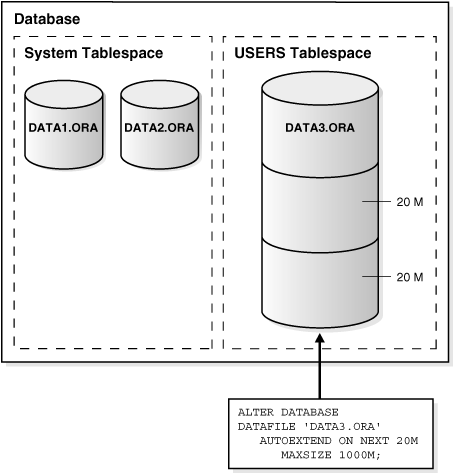 Database
System Tablespace
USERS Tablespace
DATA1.ORA
DATA2.ORA
DATA3.ORA
20 M
20 M
ALTER DATABASE
DATAFILE 'DATA3.ORA'
AUTOEXTEND ON NEXT 20M
MAXSIZE 1000M;